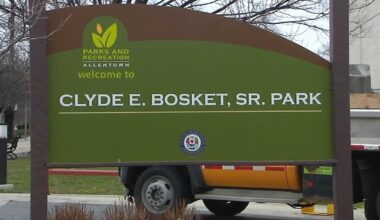 PARKS AND
RECREATION
ALLENTOWN
welcome to
CLYDE E. BOSKET, SR. PARK